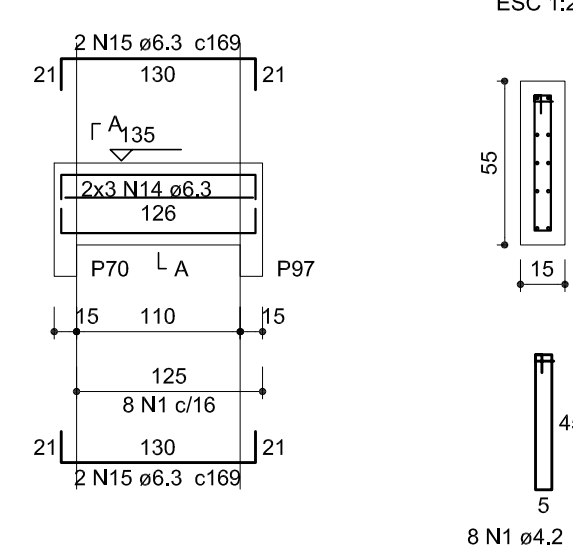 ESC 1:2
2 N15 ø6.3 c169
21 130 21
A 135
2x3 N14 ø6.3
126
P70 A P97
15 110 15
125
8 N1 c/16
21 130 21
2 N15 ø6.3 c169
55
15
5
8 N1 ø4.2